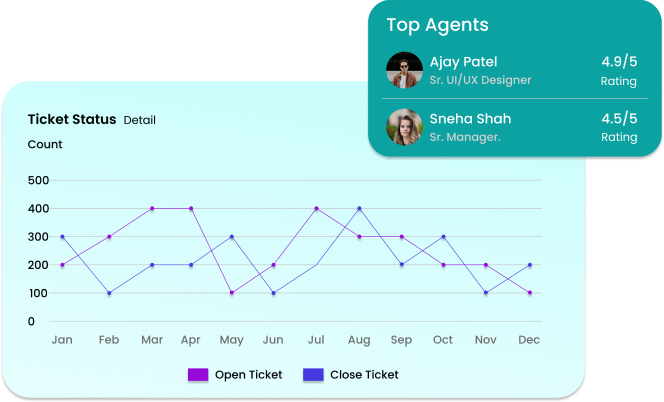 Top Agents
Ajay Patel 4.9/5
Sr. UI/UX Designer Rating
Sneha Shah 4.5/5
Sr. Manager. Rating
Ticket Status Detail
Count
500
400
300
200
100
0
Jan Feb Mar Apr May Jun Jul Aug Sep Oct Nov Dec
Open Ticket Close Ticket